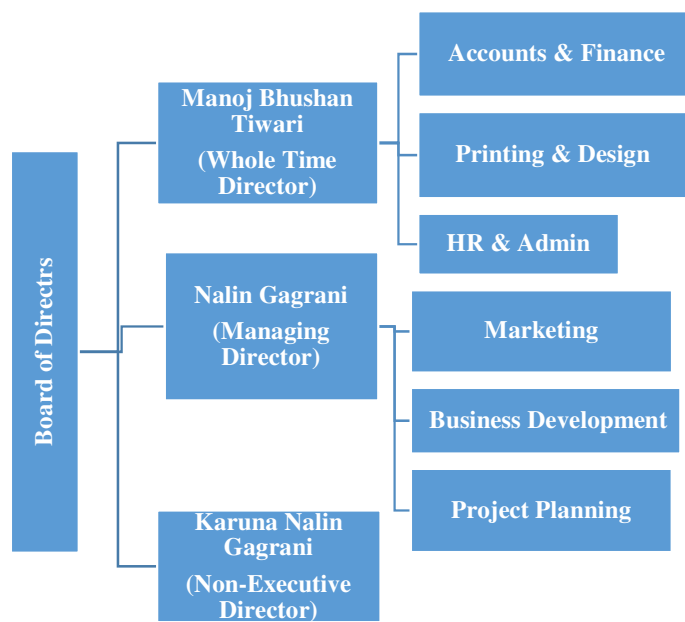 Board of Directrs
Manoj Bhushan
Tiwari
(Whole Time
Director)
Accounts & Finance
Printing & Design
HR & Admin
Nalin Gagrani
(Managing
Director)
Marketing
Business Development
Project Planning
Karuna Nalin
Gagrani
(Non-Executive
Director)